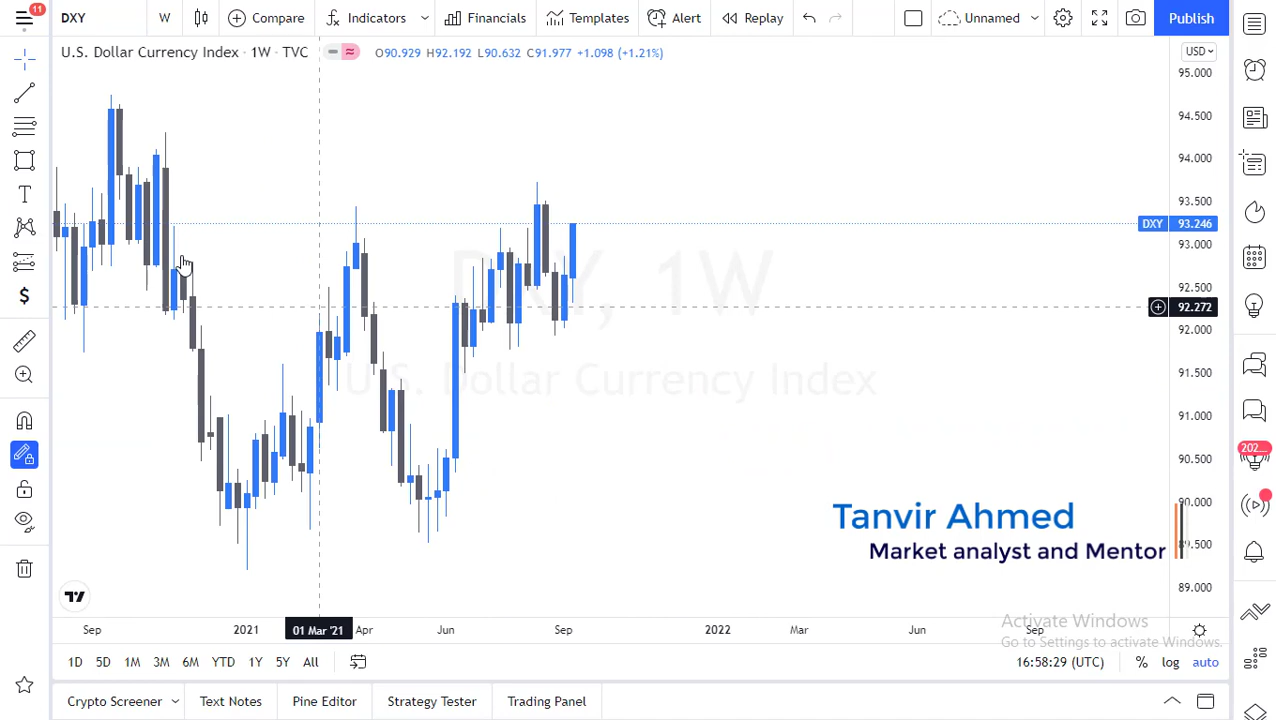 11
DXY
W
Compare
Indicators
Financials
Templates
Alert
Replay
Unnamed
Publish
U.S. Dollar Currency Index · 1W · TVC
O90.929 H92.192 L90.632 C91.977 +1.098 (+1.21%)
USD
95.000
94.500
94.000
93.500
DXY 93.246
93.000
92.500
92.272
92.000
91.500
91.000
90.500
90.000
89.000
DXY, 1W
U.S. Dollar Currency Index
Tanvir Ahmed
Market analyst and Mentor
202...
Sep
2021
01 Mar '21
Apr
Jun
Sep
2022
Mar
Jun
Sep
Activate Windows
Go to Settings to activate Windows.
1D
5D
1M
3M
6M
YTD
1Y
5Y
All
16:58:29 (UTC)
%
log
auto
Crypto Screener
Text Notes
Pine Editor
Strategy Tester
Trading Panel